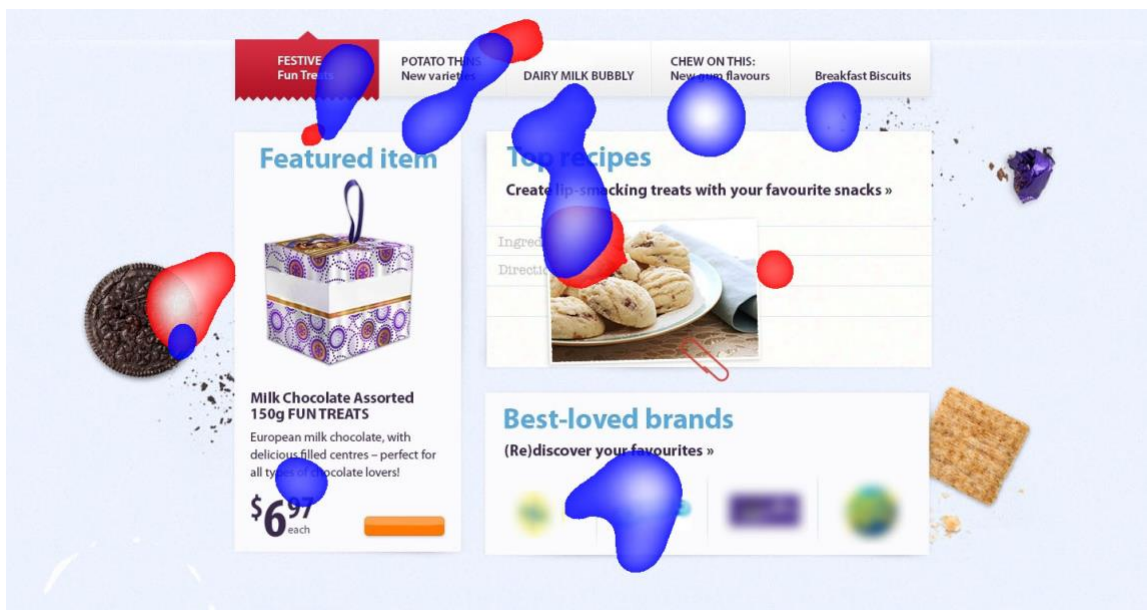 FESTIVE
Fun Treats
POTATO THINS
New varieties
DAIRY MILK BUBBLY
CHEW ON THIS:
New gum flavours
Breakfast Biscuits
Featured item
Milk Chocolate Assorted
150g FUN TREATS
European milk chocolate, with
delicious filled centres – perfect for
all types of chocolate lovers!
$6.97
each
Top recipes
Create lip-smacking treats with your favourite snacks »
Best-loved brands
(Re)discover your favourites »